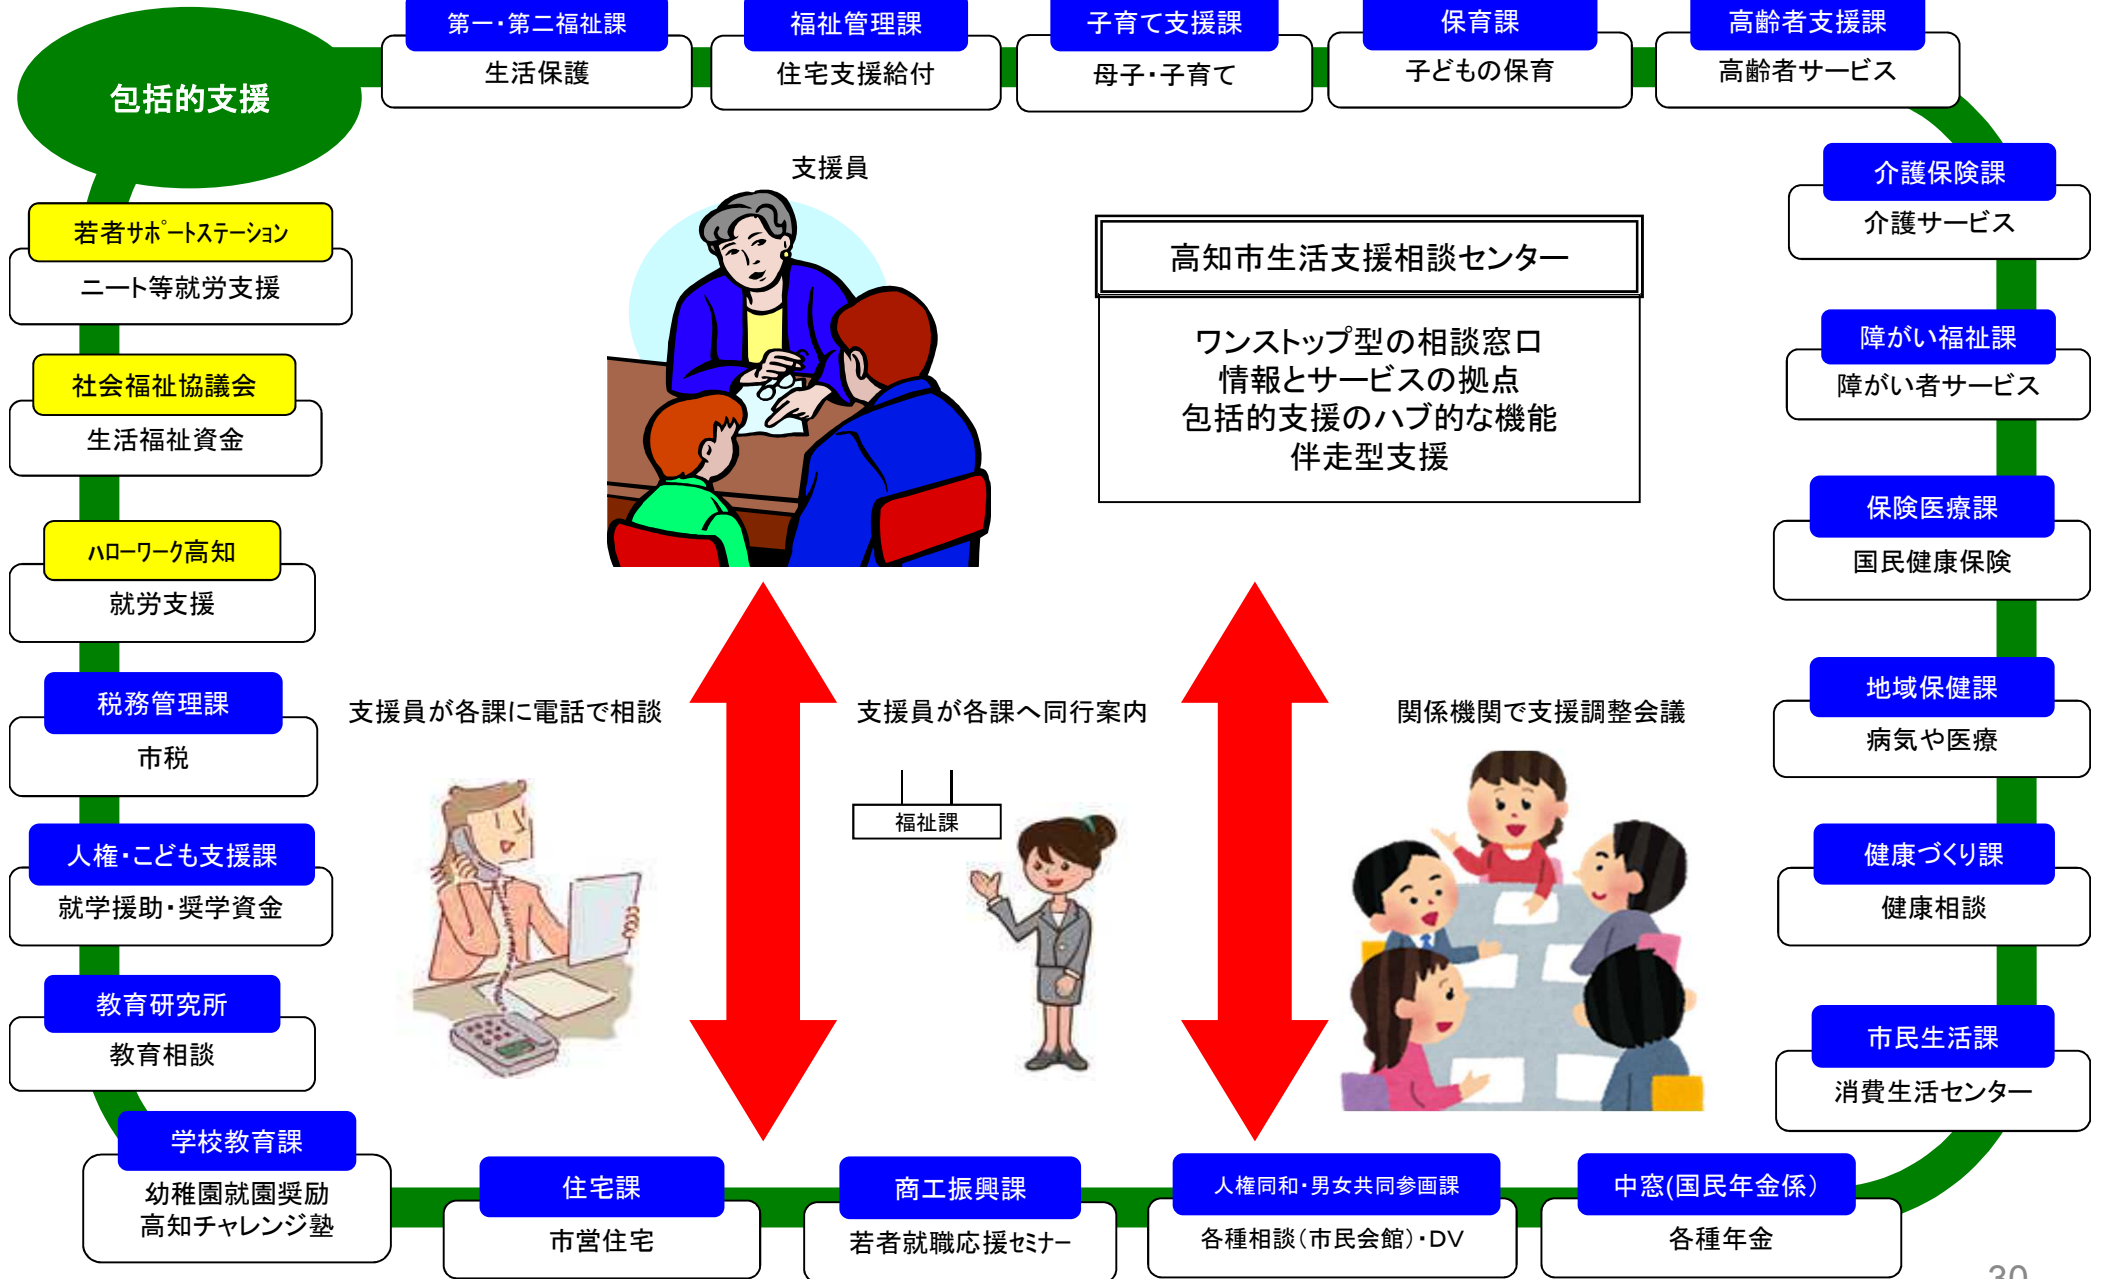 包括的支援
第一・第二福祉課
生活保護
福祉管理課
住宅支援給付
子育て支援課
母子・子育て
保育課
子どもの保育
高齢者支援課
高齢者サービス
介護保険課
介護サービス
障がい福祉課
障がい者サービス
保険医療課
国民健康保険
地域保健課
病気や医療
健康づくり課
健康相談
市民生活課
消費生活センター
中窓(国民年金係）
各種年金
人権同和・男女共同参画課
各種相談（市民会館）・DV
商工振興課
若者就職応援ｾﾐﾅｰ
住宅課
市営住宅
学校教育課
幼稚園就園奨励
高知チャレンジ塾
教育研究所
教育相談
人権・こども支援課
就学援助・奨学資金
税務管理課
市税
ﾊﾛｰﾜｰｸ高知
就労支援
社会福祉協議会
生活福祉資金
若者ｻﾎﾟｰﾄｽﾃｰｼｮﾝ
ニート等就労支援
支援員
高知市生活支援相談センター
ワンストップ型の相談窓口
情報とサービスの拠点
包括的支援のハブ的な機能
伴走型支援
支援員が各課に電話で相談
支援員が各課へ同行案内
福祉課
関係機関で支援調整会議
30